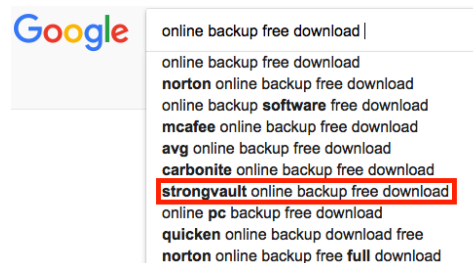 Google
online backup free download
online backup free download
norton online backup free download
online backup software free download
mcafee online backup free download
avg online backup free download
carbonite online backup free download
strongvault online backup free download
online pc backup free download
quicken online backup download free
norton online backup free full download